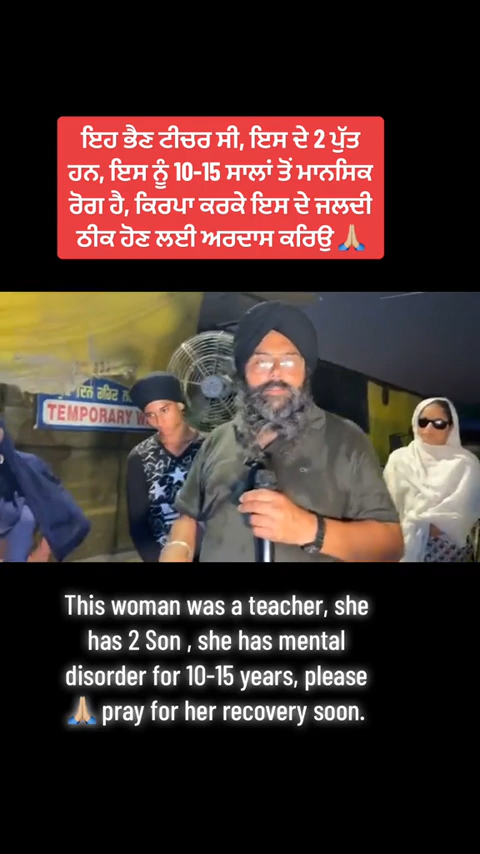 ਇਹ ਭੈਣ ਟੀਚਰ ਸੀ, ਇਸ ਦੇ 2 ਪੁੱਤ
ਹਨ, ਇਸ ਨੂੰ 10-15 ਸਾਲਾਂ ਤੋਂ ਮਾਨਸਿਕ
ਰੋਗ ਹੈ, ਕਿਰਪਾ ਕਰਕੇ ਇਸ ਦੇ ਜਲਦੀ
ਠੀਕ ਹੋਣ ਲਈ ਅਰਦਾਸ ਕਰਿਉ 🙏🏼
TEMPORARY
This woman was a teacher, she
has 2 Son , she has mental
disorder for 10-15 years, please
🙏🏼 pray for her recovery soon.